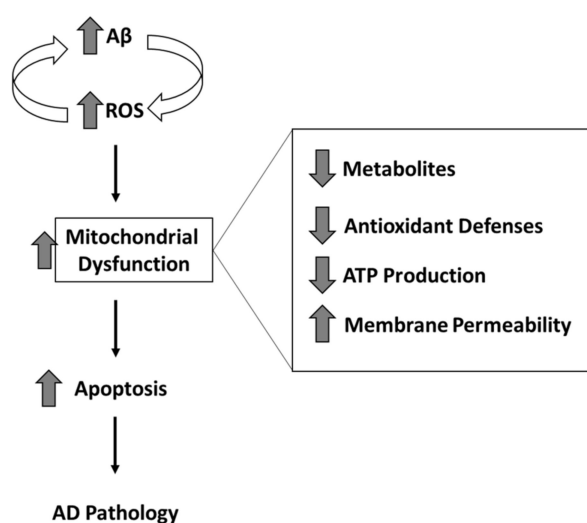 Aβ
ROS
Mitochondrial
Dysfunction
Apoptosis
AD Pathology
Metabolites
Antioxidant Defenses
ATP Production
Membrane Permeability